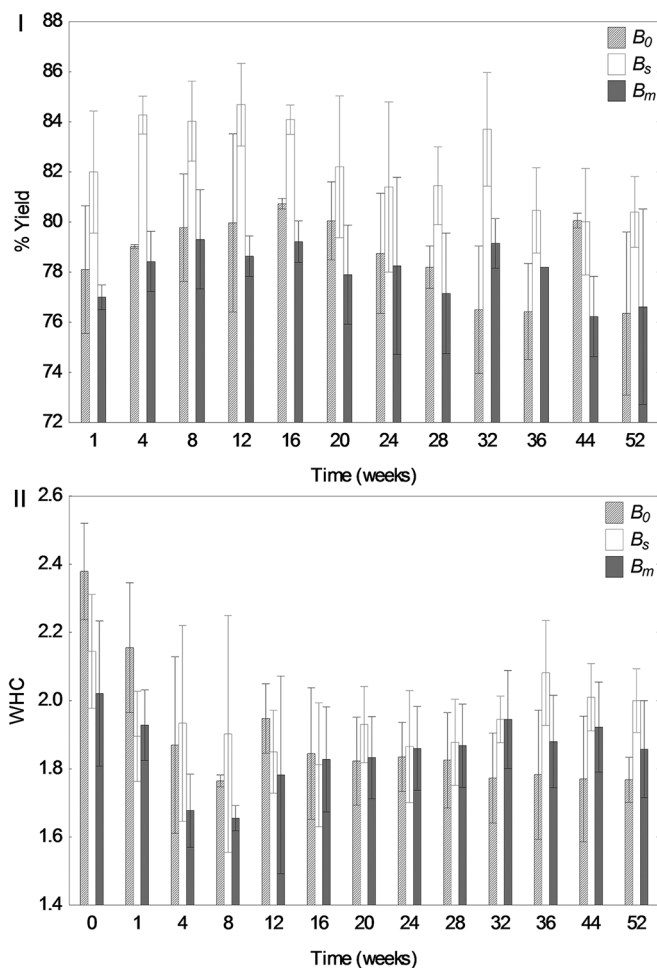 I
88
86
84
82
80
78
76
74
72
% Yield
B0
Bs
Bm
1 4 8 12 16 20 24 28 32 36 44 52
Time (weeks)
II
2.6
2.4
2.2
2.0
1.8
1.6
1.4
WHC
B0
Bs
Bm
0 1 4 8 12 16 20 24 28 32 36 44 52
Time (weeks)